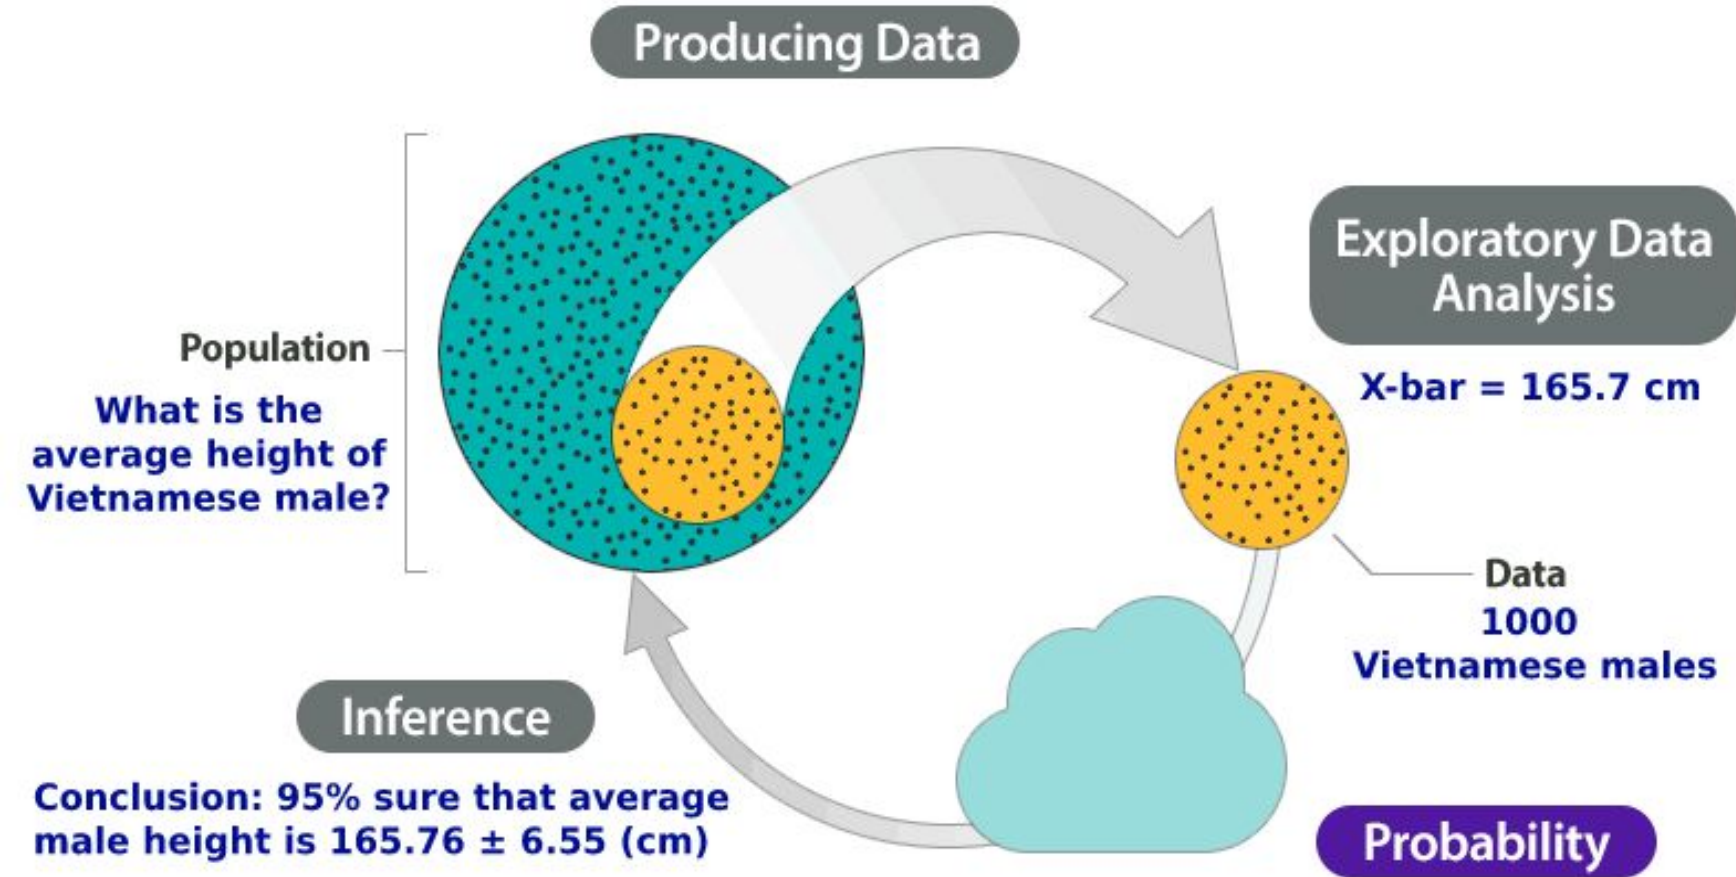 Producing Data
Population
What is the
average height of
Vietnamese male?
Exploratory Data
Analysis
X-bar = 165.7 cm
Data
1000
Vietnamese males
Probability
Inference
Conclusion: 95% sure that average
male height is 165.76 ± 6.55 (cm)